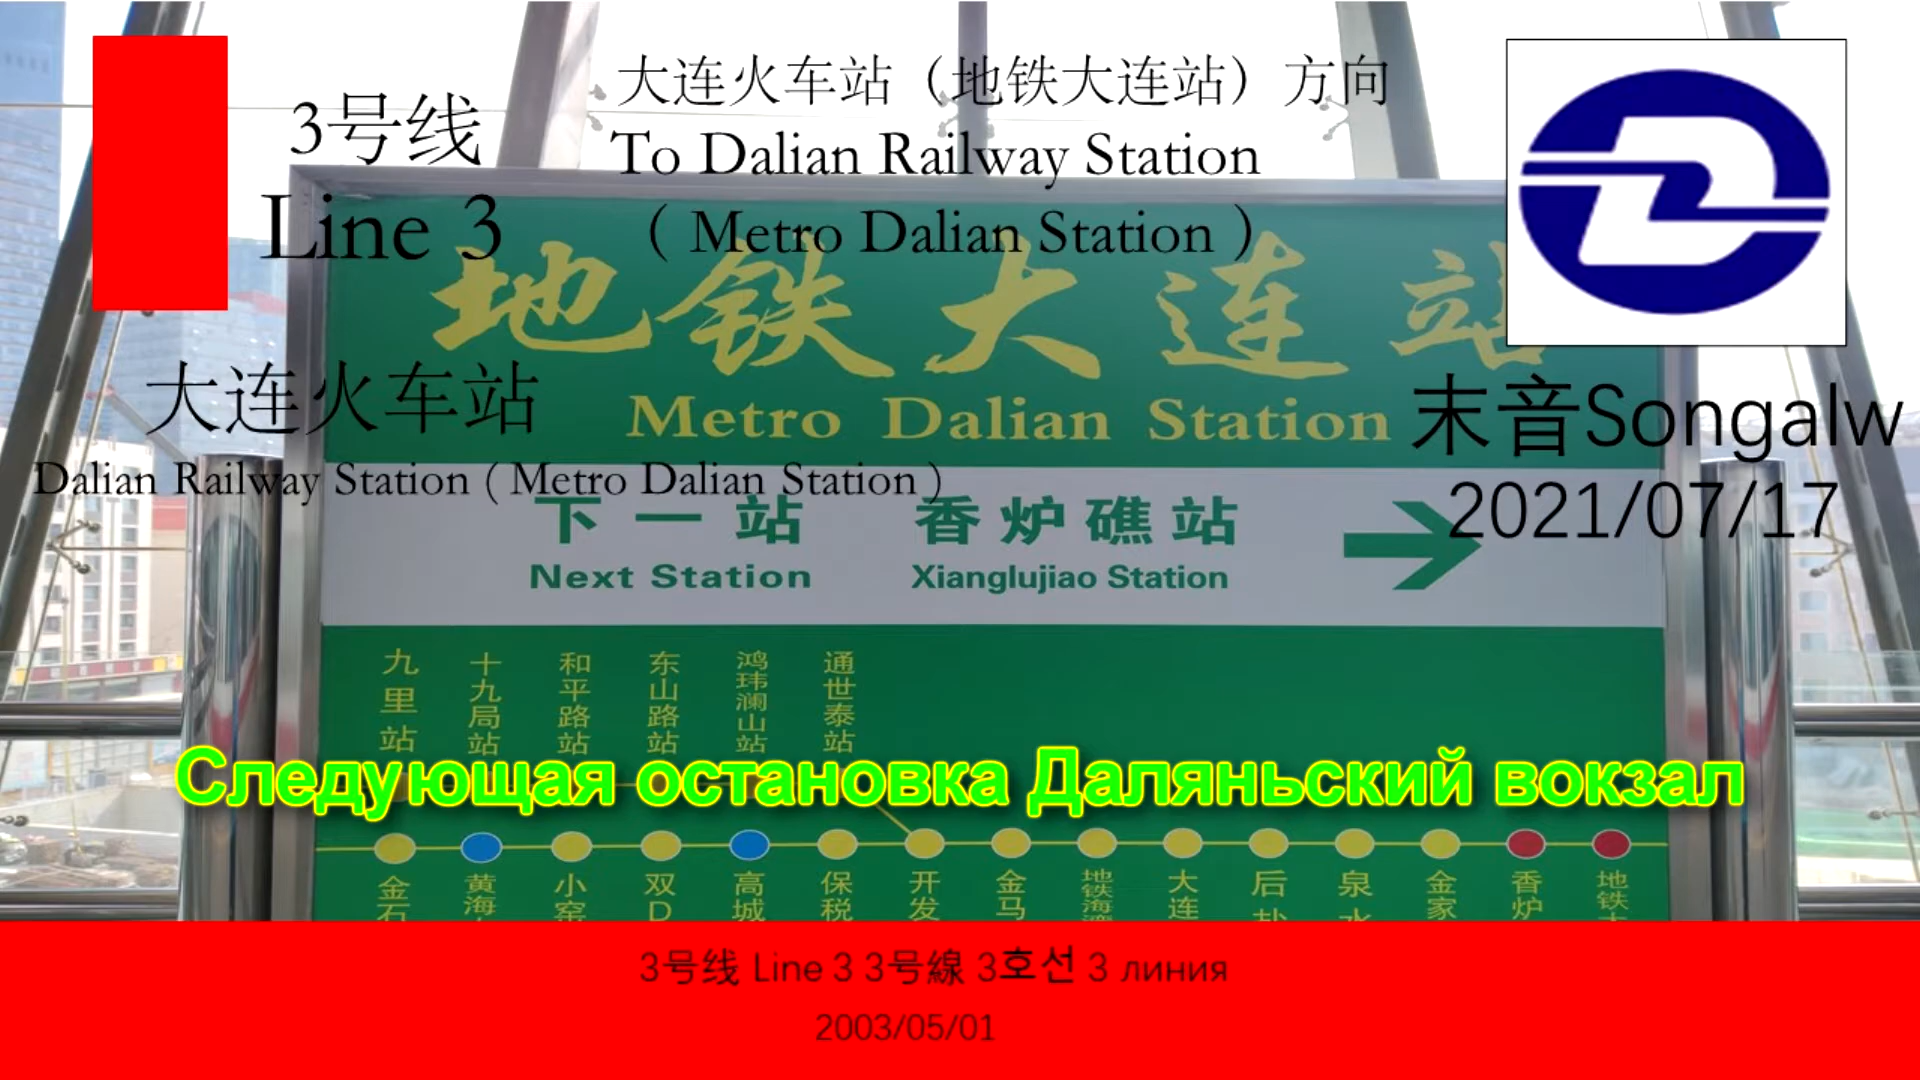 3号线
Line 3
大连火车站（地铁大连站）方向
To Dalian Railway Station
( Metro Dalian Station )
地铁大连站
Metro Dalian Station
大连火车站
Dalian Railway Station ( Metro Dalian Station )
末音Songalw
2021/07/17
下一站 香炉礁站
Next Station Xianglujiao Station
九里站
十九局站
和平路站
东山路站
鸿玮澜山站
通世泰站
Следующая остановка Даляньский вокзал
金石
黄海
小窑
双D
高城
保税
开发
金马
地铁海湾
大连
后盐
泉水
金家
香炉
地铁大
3号线 Line 3 3号線 3호선 3 линия
2003/05/01